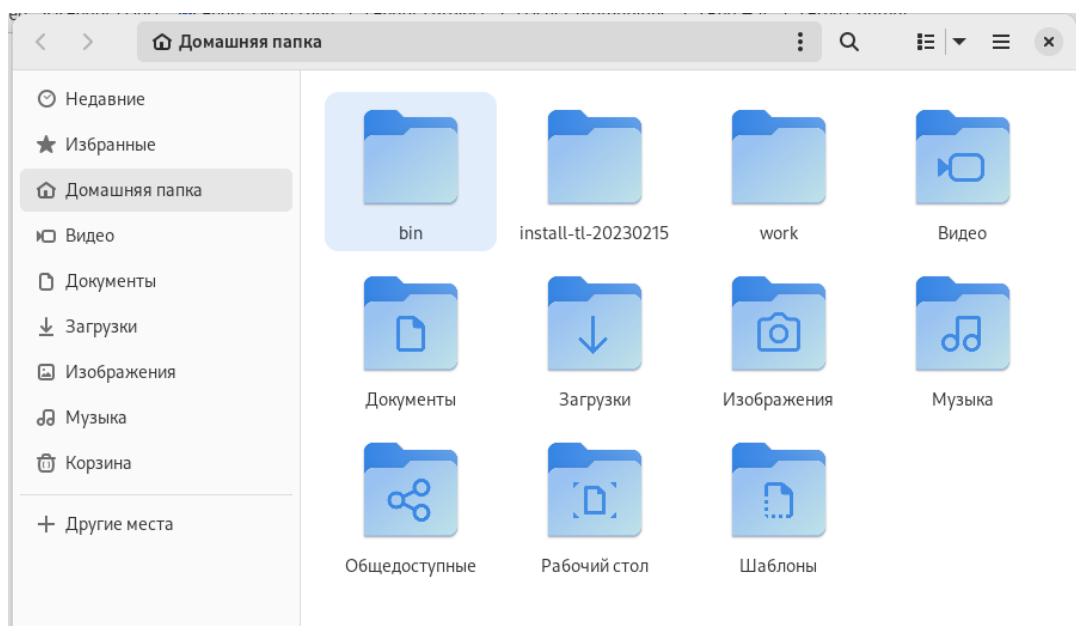 Домашняя папка
Недавние
Избранные
Домашняя папка
Видео
Документы
Загрузки
Изображения
Музыка
Корзина
Другие места
bin
install-tl-20230215
work
Видео
Документы
Загрузки
Изображения
Музыка
Общедоступные
Рабочий стол
Шаблоны